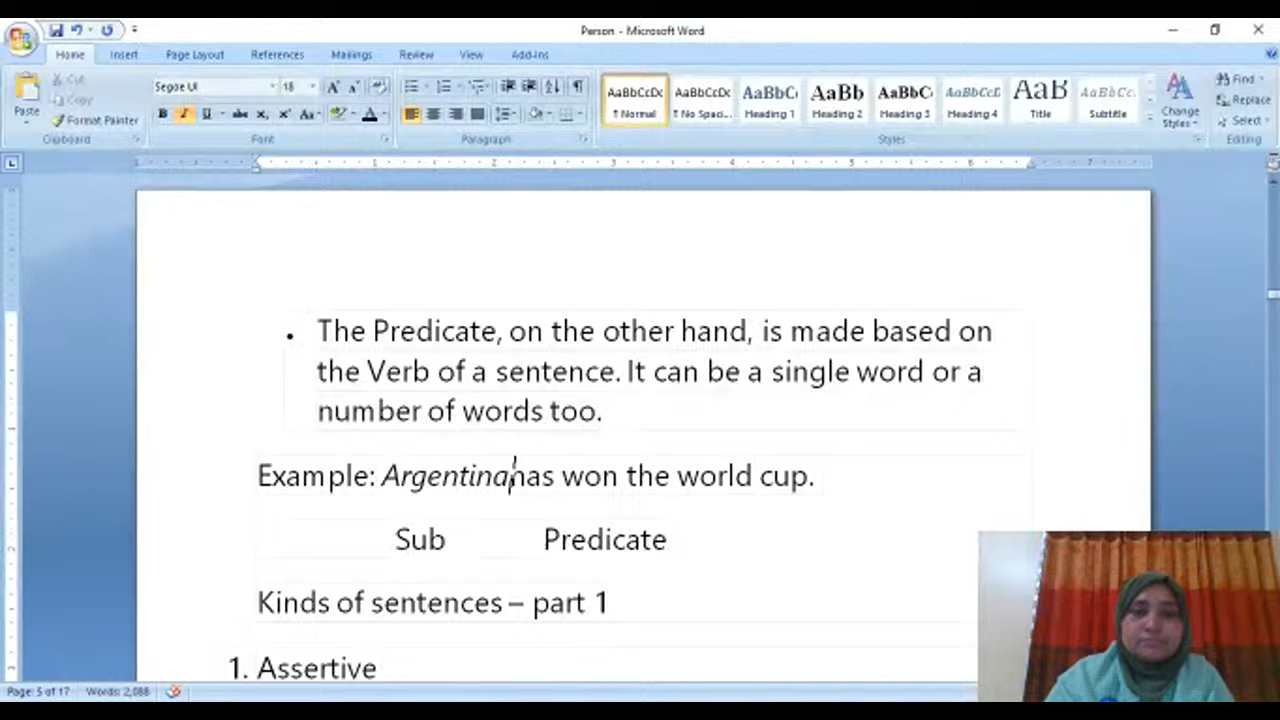 Person - Microsoft Word
Home Insert Page Layout References Mailings Review View Add-Ins
Paste
Cut
Copy
Format Painter
Clipboard
Segoe UI 18
Font
Paragraph
AaBbCcDc AaBbCcDc AaBbC AaBb AaBbC AaBbCcD AaB AaBbCc.
¶ Normal ¶ No Spaci... Heading 1 Heading 2 Heading 3 Heading 4 Title Subtitle
Change Styles
Styles
Find
Replace
Select
Editing
• The Predicate, on the other hand, is made based on
the Verb of a sentence. It can be a single word or a
number of words too.
Example: Argentina has won the world cup.
Sub Predicate
Kinds of sentences – part 1
1. Assertive
Page: 5 of 17 Words: 2,088